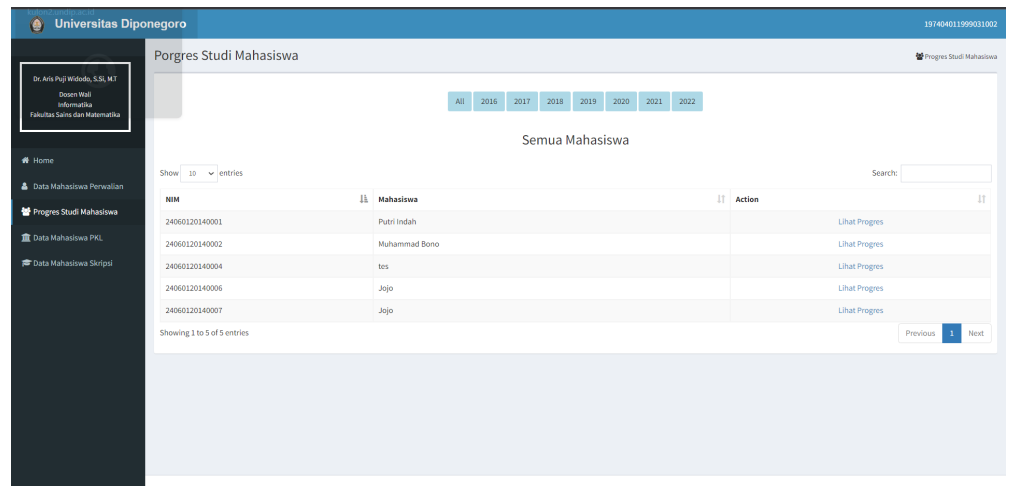 Universitas Diponegoro
197404011999031002
Dr. Aris Puji Widodo, S.Si, M.T
Dosen Wali
Informatika
Fakultas Sains dan Matematika
Home
Data Mahasiswa Perwalian
Progres Studi Mahasiswa
Data Mahasiswa PKL
Data Mahasiswa Skripsi
Porgres Studi Mahasiswa
Progres Studi Mahasiswa
All 2016 2017 2018 2019 2020 2021 2022
Semua Mahasiswa
Show 10 entries Search:
NIM Mahasiswa Action
24060120140001 Putri Indah Lihat Progres
24060120140002 Muhammad Bono Lihat Progres
24060120140004 tes Lihat Progres
24060120140006 Jojo Lihat Progres
24060120140007 Jojo Lihat Progres
Showing 1 to 5 of 5 entries Previous 1 Next